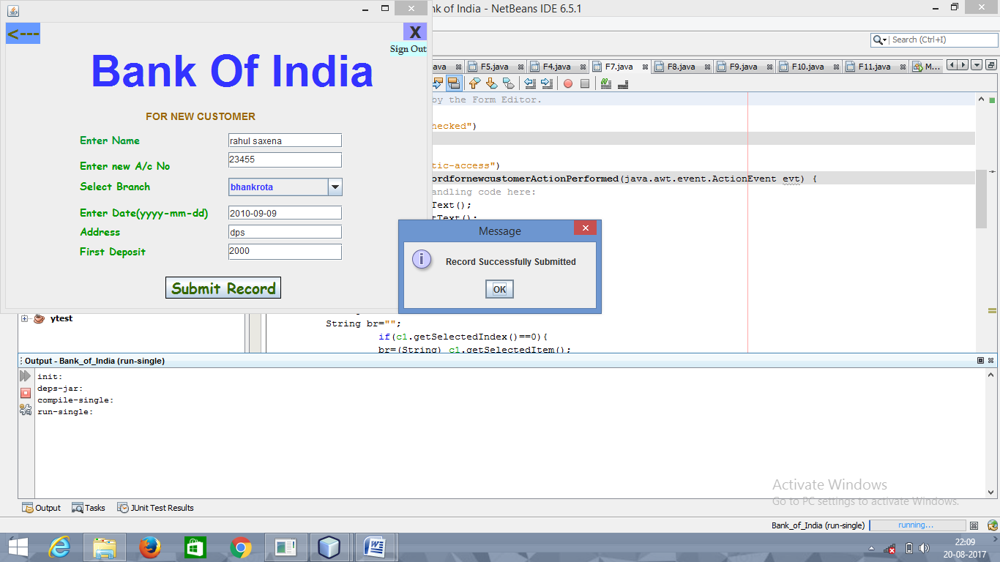 nk of India - NetBeans IDE 6.5.1
<---
X
Sign Out
Search (Ctrl+I)
Bank Of India
FOR NEW CUSTOMER
Enter Name
rahul saxena
Enter new A/c No
23455
Select Branch
bhankrota
Enter Date(yyyy-mm-dd)
2010-09-09
Address
dps
First Deposit
2000
Submit Record
ava F5.java F4.java F7.java F8.java F9.java F10.java F11.java M...
by the Form Editor.
hecked")
tic-access")
ordfornewcustomerActionPerformed(java.awt.event.ActionEvent evt) {
andling code here:
Text();
tText();
Message
Record Successfully Submitted
OK
ytest
String br="";
if(c1.getSelectedIndex()==0){
br=(String) c1.getSelectedItem();
Output - Bank_of_India (run-single)
init:
deps-jar:
compile-single:
run-single:
Activate Windows
Go to PC settings to activate Windows.
Output Tasks JUnit Test Results
Bank_of_India (run-single) running...
22:09
20-08-2017